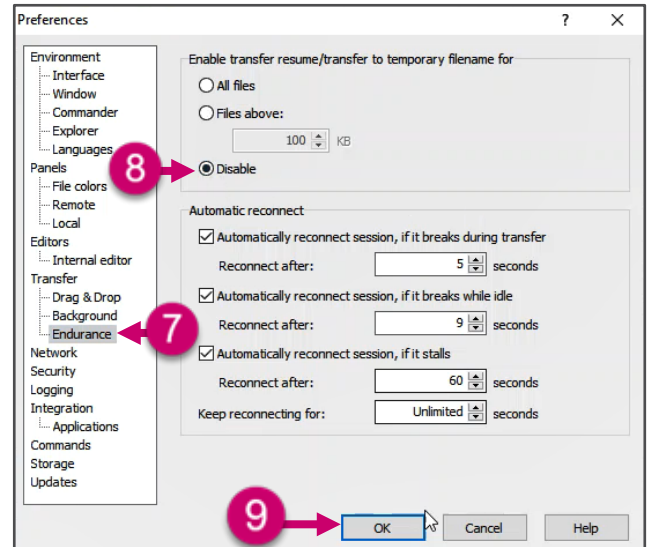 Preferences ? X
Environment
Interface
Window
Commander
Explorer
Languages
Panels
File colors
Remote
Local
Editors
Internal editor
Transfer
Drag & Drop
Background
Endurance
Network
Security
Logging
Integration
Applications
Commands
Storage
Updates
7
Enable transfer resume/transfer to temporary filename for
All files
Files above:
100 KB
8
Disable
Automatic reconnect
Automatically reconnect session, if it breaks during transfer
Reconnect after: 5 seconds
Automatically reconnect session, if it breaks while idle
Reconnect after: 9 seconds
Automatically reconnect session, if it stalls
Reconnect after: 60 seconds
Keep reconnecting for: Unlimited seconds
9
OK Cancel Help